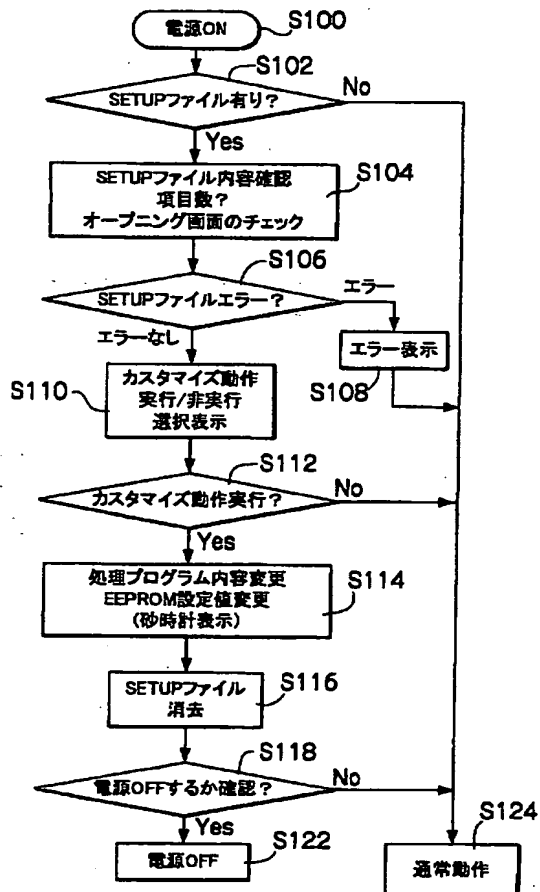 電源ON
S100
S102
SETUPファイル有り?
No
Yes
SETUPファイル内容確認
項目数?
オープニング画面のチェック
S104
S106
SETUPファイルエラー?
エラー
エラーなし
エラー表示
S108
S110
カスタマイズ動作
実行/非実行
選択表示
S112
カスタマイズ動作実行?
No
Yes
処理プログラム内容変更
EEPROM設定値変更
(砂時計表示)
S114
SETUPファイル
消去
S116
S118
電源OFFするか確認?
No
Yes
電源OFF
S122
S124
通常動作